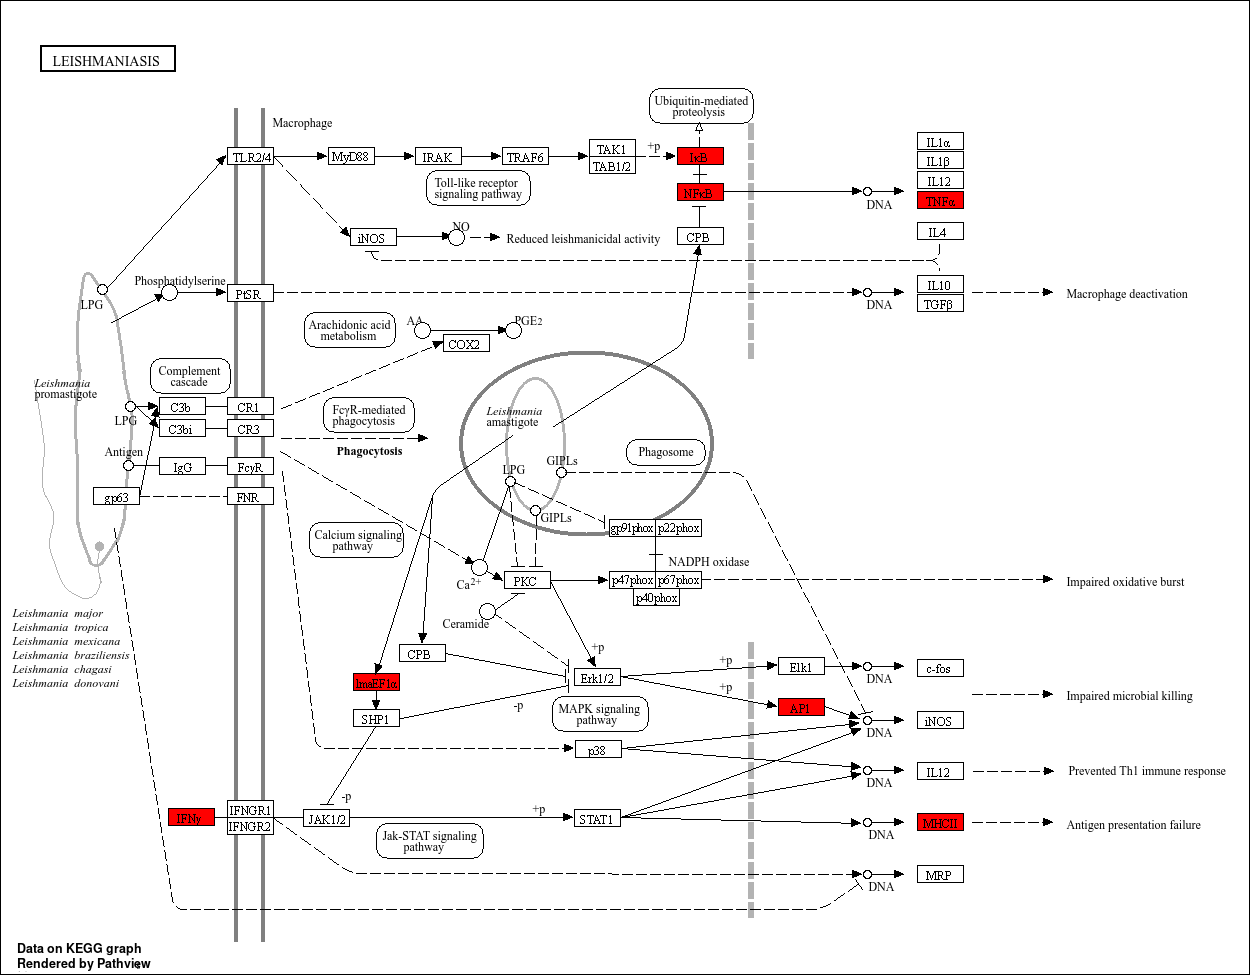 LEISHMANIASIS
Ubiquitin-mediated
proteolysis
Macrophage
TLR2/4
MyD88
IRAK
TRAF6
TAK1
TAB1/2
+p
IκB
IL1α
IL1β
IL12
TNFα
Toll-like receptor
signaling pathway
NFκB
DNA
iNOS
NO
Reduced leishmanicidal activity
CPB
IL4
Phosphatidylserine
LPG
PtSR
DNA
IL10
TGFβ
Macrophage deactivation
Arachidonic acid
metabolism
AA
PGE2
COX2
Complement
cascade
Leishmania
promastigote
LPG
C3b
CR1
C3bi
CR3
FcγR-mediated
phagocytosis
Phagocytosis
Leishmania
amastigote
Phagosome
Antigen
IgG
FcγR
LPG
GIPLs
gp63
FNR
GIPLs
gp91phox
p22phox
Calcium signaling
pathway
NADPH oxidase
Ca2+
PKC
p47phox
p67phox
p40phox
Impaired oxidative burst
Ceramide
Leishmania major
Leishmania tropica
Leishmania mexicana
Leishmania braziliensis
Leishmania chagasi
Leishmania donovani
CPB
+p
Erk1/2
+p
Elk1
DNA
c-fos
lmaEF1α
+p
AP1
Impaired microbial killing
SHP1
-p
MAPK signaling
pathway
DNA
iNOS
p38
DNA
IL12
Prevented Th1 immune response
-p
IFNγ
IFNGR1
IFNGR2
JAK1/2
+p
STAT1
DNA
MHCII
Antigen presentation failure
Jak-STAT signaling
pathway
DNA
MRP
Data on KEGG graph
Rendered by Pathview